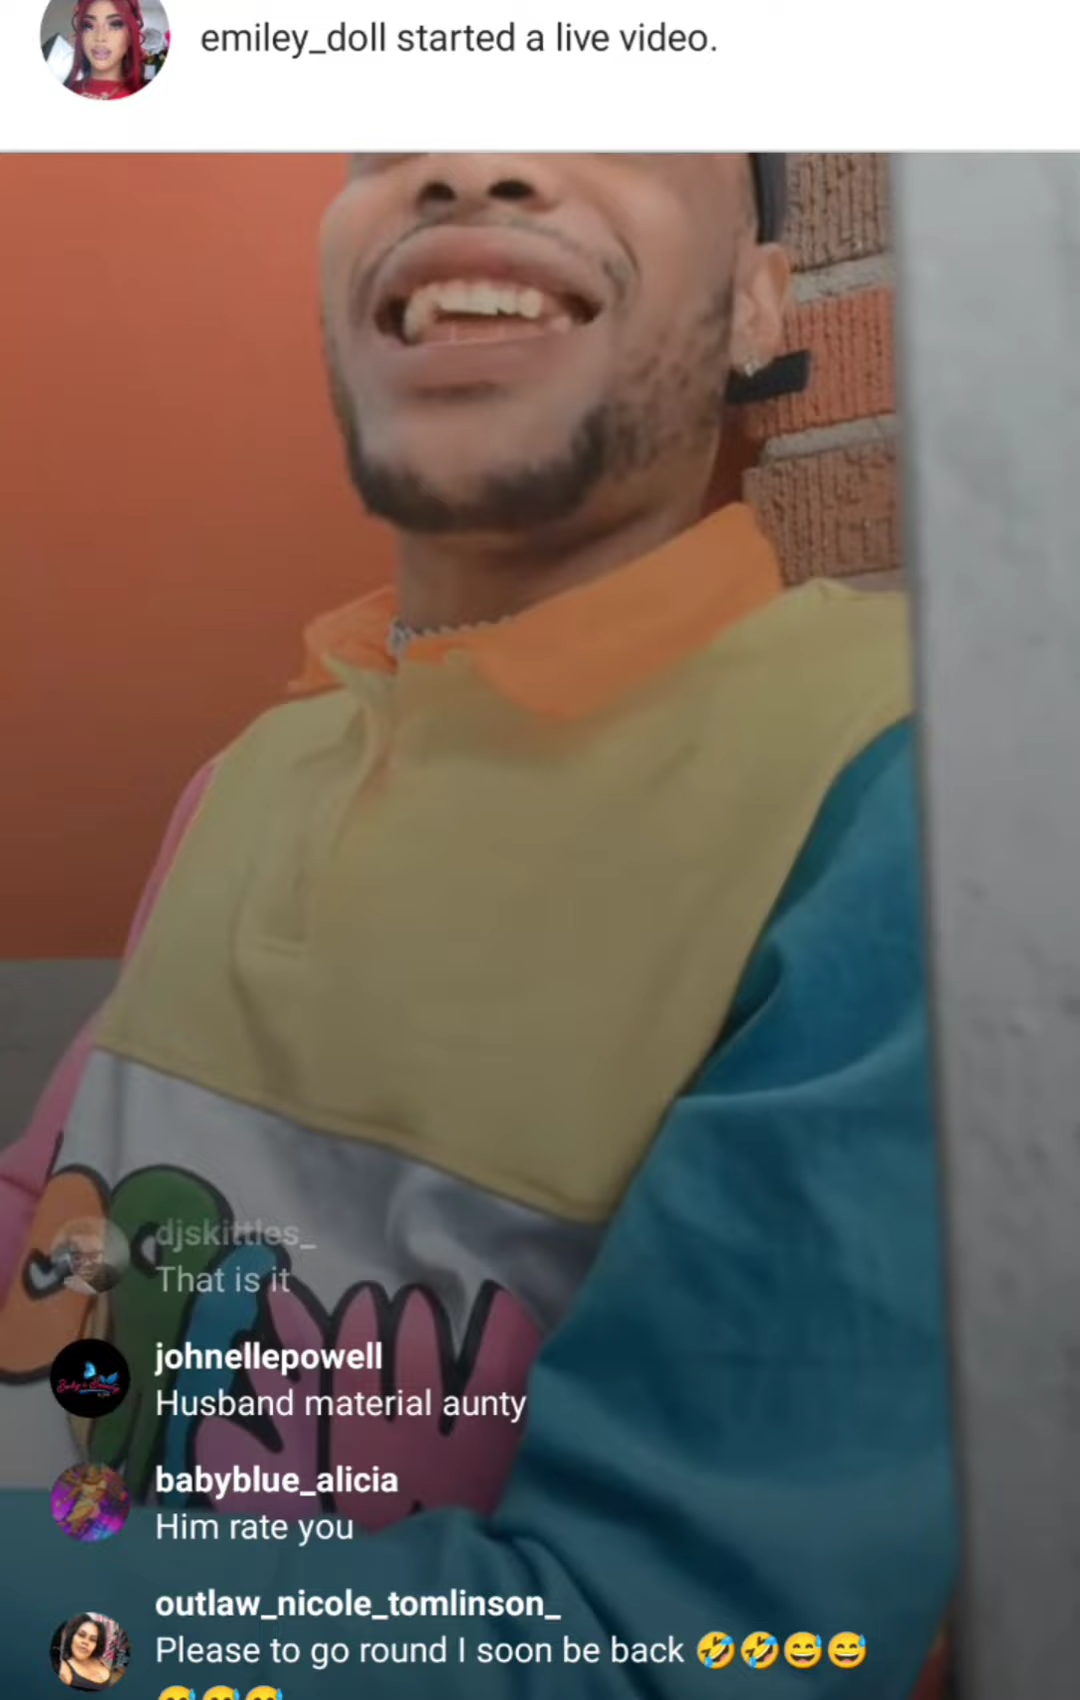 emiley_doll started a live video.
djskittles_
That is it
johnellepowell
Husband material aunty
babyblue_alicia
Him rate you
outlaw_nicole_tomlinson_
Please to go round I soon be back 🤣🤣😅😅
😅😅😅